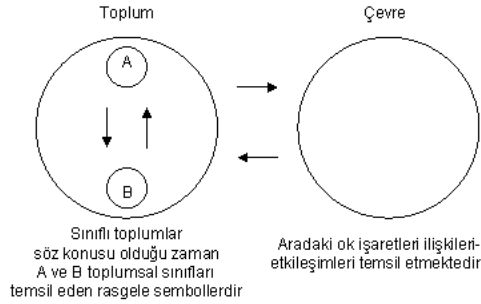 Toplum
Çevre
A
B
Sınıflı toplumlar
söz konusu olduğu zaman
A ve B toplumsal sınıfları
temsil eden rasgele sembollerdir
Aradaki ok işaretleri ilişkileri-
etkileşimleri temsil etmektedir